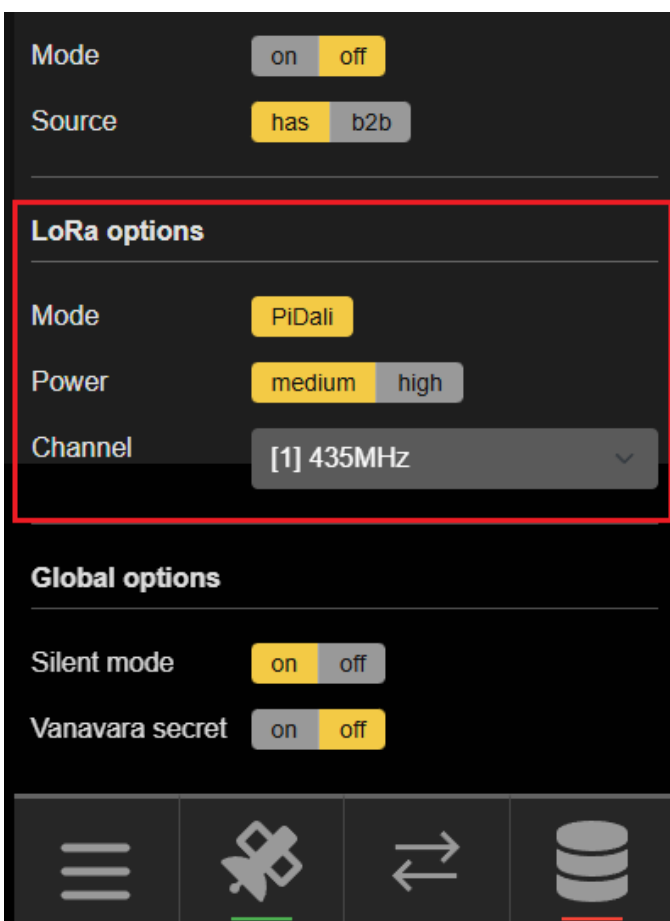 Mode on off
Source has b2b
LoRa options
Mode PiDali
Power medium high
Channel [1] 435MHz
Global options
Silent mode on off
Vanavara secret on off